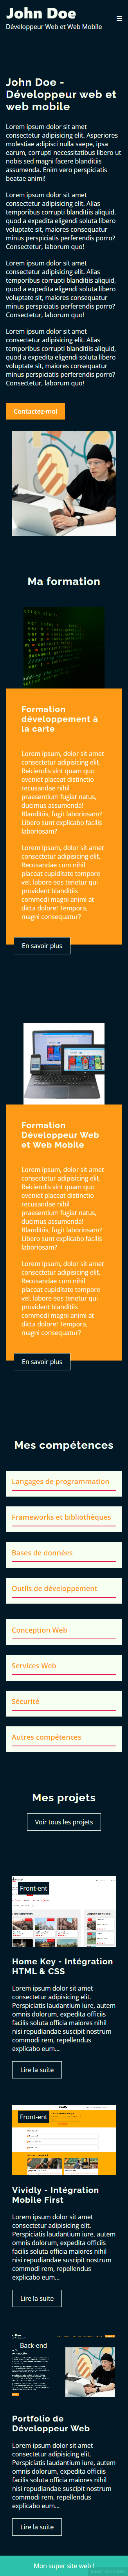 John Doe
Développeur Web et Web Mobile
John Doe -
Développeur web et
web mobile
Lorem ipsum dolor sit amet
consectetur adipisicing elit. Asperiores
molestiae adipisci nulla saepe, ipsa
earum, corrupti necessitatibus libero ut
nobis sed magni facere blanditiis
assumenda. Enim vero perspiciatis
beatae animi!
Lorem ipsum, dolor sit amet
consectetur adipisicing elit. Alias
temporibus corrupti blanditiis aliquid,
quod a expedita eligendi soluta libero
voluptate sit, maiores consequatur
minus perspiciatis perferendis porro?
Consectetur, laborum quo!
Lorem ipsum, dolor sit amet
consectetur adipisicing elit. Alias
temporibus corrupti blanditiis aliquid,
quod a expedita eligendi soluta libero
voluptate sit, maiores consequatur
minus perspiciatis perferendis porro?
Consectetur, laborum quo!
Lorem ipsum, dolor sit amet
consectetur adipisicing elit. Alias
temporibus corrupti blanditiis aliquid,
quod a expedita eligendi soluta libero
voluptate sit, maiores consequatur
minus perspiciatis perferendis porro?
Consectetur, laborum quo!
Contactez-moi
Ma formation
Formation
développement à
la carte
Lorem ipsum, dolor sit amet
consectetur adipisicing elit.
Reiciendis sint quam quo
eveniet placeat distinctio
recusandae nihil
praesentium fugiat natus,
ducimus assumenda!
Blanditiis, fugit laboriosam?
Libero sunt explicabo facilis
laboriosam?
Lorem ipsum, dolor sit amet
consectetur adipisicing elit.
Recusandae cum nihil
placeat cupiditate tempore
vel, labore eos tenetur qui
provident blanditiis
commodi magni animi at
dicta dolore! Tempora,
magni consequatur?
En savoir plus
Formation
Développeur Web
et Web Mobile
Lorem ipsum, dolor sit amet
consectetur adipisicing elit.
Reiciendis sint quam quo
eveniet placeat distinctio
recusandae nihil
praesentium fugiat natus,
ducimus assumenda!
Blanditiis, fugit laboriosam?
Libero sunt explicabo facilis
laboriosam?
Lorem ipsum, dolor sit amet
consectetur adipisicing elit.
Recusandae cum nihil
placeat cupiditate tempore
vel, labore eos tenetur qui
provident blanditiis
commodi magni animi at
dicta dolore! Tempora,
magni consequatur?
En savoir plus
Mes compétences
Langages de programmation
Frameworks et bibliothèques
Bases de données
Outils de développement
Conception Web
Services Web
Sécurité
Autres compétences
Mes projets
Voir tous les projets
Front-ent
Home Key - Intégration
HTML & CSS
Lorem ipsum dolor sit amet
consectetur adipisicing elit.
Perspiciatis laudantium iure, autem
omnis dolorum, expedita officiis
facilis soluta officia maiores nihil
nisi repudiandae suscipit nostrum
commodi rem, repellendus
explicabo eum...
Lire la suite
Front-ent
Vividly - Intégration
Mobile First
Lorem ipsum dolor sit amet
consectetur adipisicing elit.
Perspiciatis laudantium iure, autem
omnis dolorum, expedita officiis
facilis soluta officia maiores nihil
nisi repudiandae suscipit nostrum
commodi rem, repellendus
explicabo eum...
Lire la suite
Back-end
Portfolio de
Développeur Web
Lorem ipsum dolor sit amet
consectetur adipisicing elit.
Perspiciatis laudantium iure, autem
omnis dolorum, expedita officiis
facilis soluta officia maiores nihil
nisi repudiandae suscipit nostrum
commodi rem, repellendus
explicabo eum...
Lire la suite
Mon super site web !